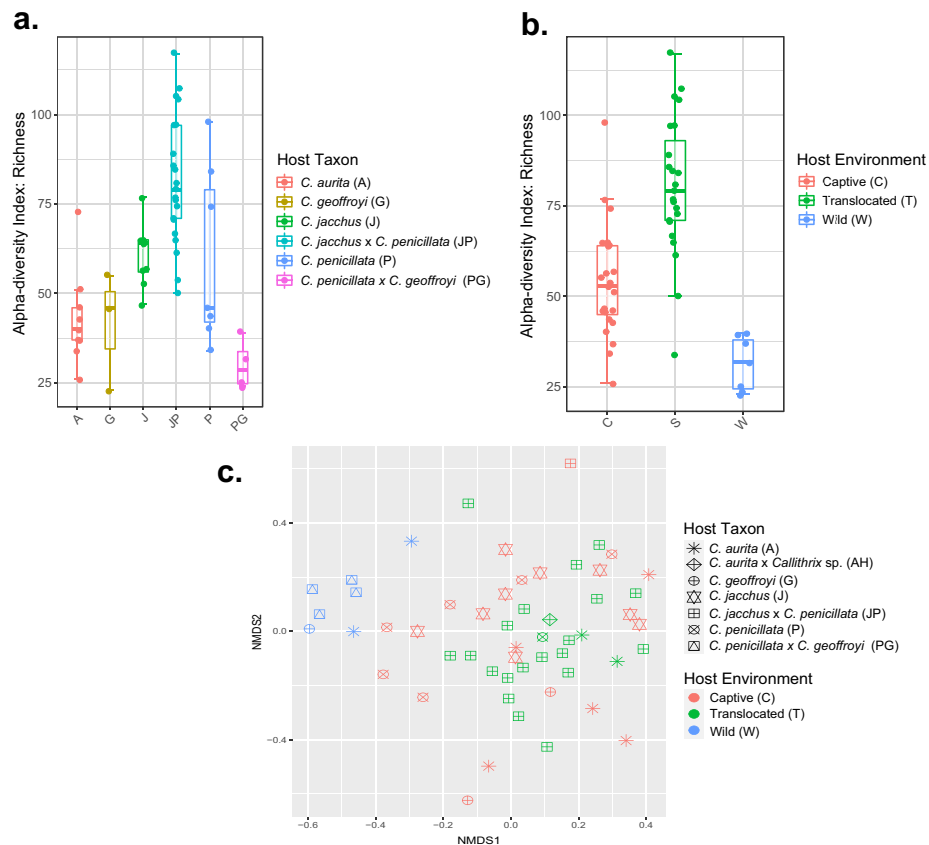 a.
Alpha-diversity Index: Richness
100
75
50
25
A G J JP P PG
Host Taxon
C. aurita (A)
C. geoffroyi (G)
C. jacchus (J)
C. jacchus x C. penicillata (JP)
C. penicillata (P)
C. penicillata x C. geoffroyi (PG)
b.
Alpha-diversity Index: Richness
100
75
50
25
C S W
Host Environment
Captive (C)
Translocated (T)
Wild (W)
c.
NMDS2
0.4
0.0
−0.4
−0.6 −0.4 −0.2 0.0 0.2 0.4
NMDS1
Host Taxon
C. aurita (A)
C. aurita x Callithrix sp. (AH)
C. geoffroyi (G)
C. jacchus (J)
C. jacchus x C. penicillata (JP)
C. penicillata (P)
C. penicillata x C. geoffroyi (PG)
Host Environment
Captive (C)
Translocated (T)
Wild (W)